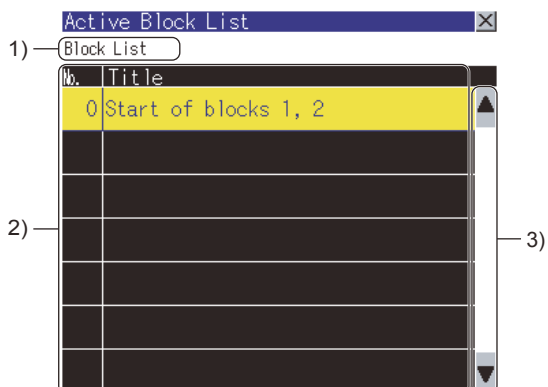 Active Block List
1)
Block List
No. Title
0 Start of blocks 1, 2
2)
3)